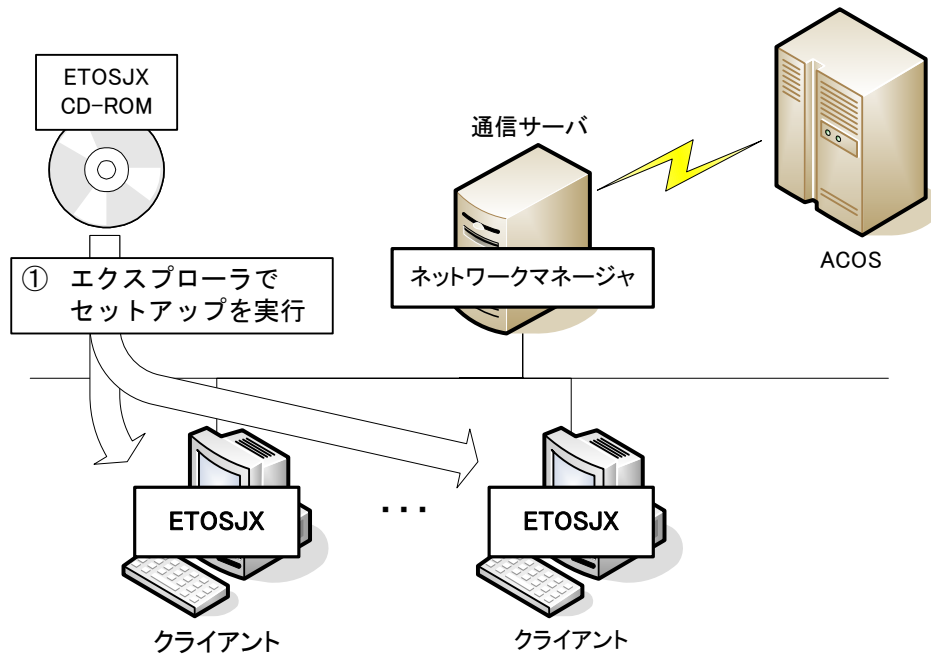 ETOSJX
CD-ROM
通信サーバ
ACOS
ネットワークマネージャ
① エクスプローラで
セットアップを実行
ETOSJX
・・・
ETOSJX
クライアント
クライアント